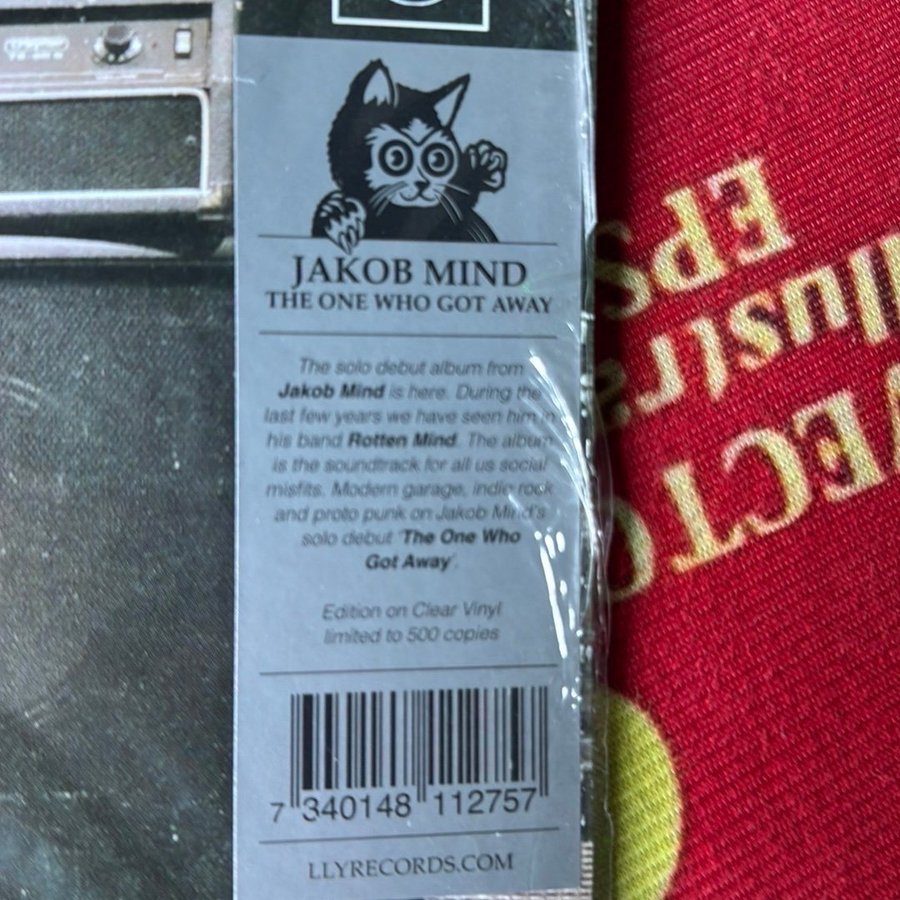 JAKOB MIND
THE ONE WHO GOT AWAY
The solo debut album from
Jakob Mind is here. During the
last few years we have seen him in
his band Rotten Mind. The album
is the soundtrack for all us social
misfits. Modern garage, indie rock
and proto punk on Jakob Mind's
solo debut 'The One Who
Got Away'.
Edition on Clear Vinyl
limited to 500 copies
7 340148 112757
LLYRECORDS.COM
VECTO
llustra
Eps